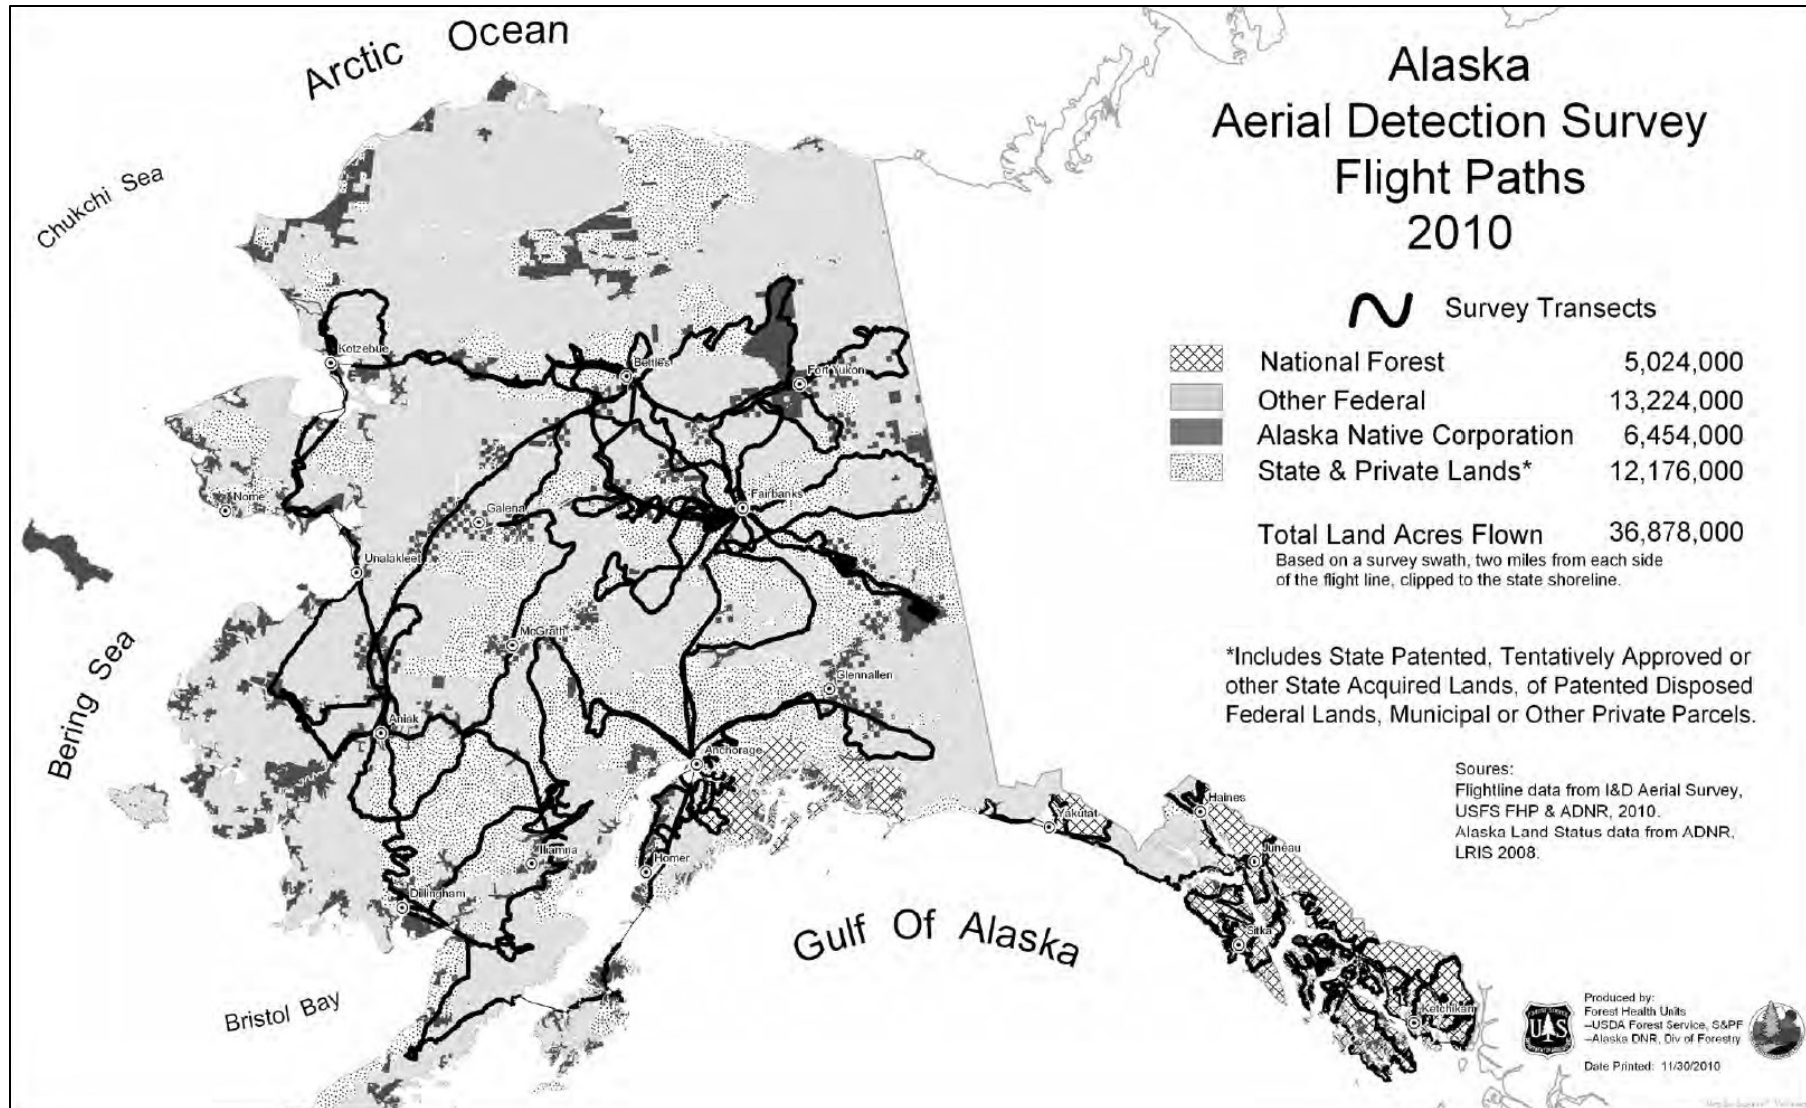 Arctic Ocean
Chukchi Sea
Bering Sea
Bristol Bay
Gulf Of Alaska
Kotzebue
Bettles
Fort Yukon
Nome
Galena
Fairbanks
Unalakleet
McGrath
Glennallen
Aniak
Anchorage
Iliamna
Homer
Dillingham
Yakutat
Haines
Juneau
Sitka
Ketchikan
Alaska
Aerial Detection Survey
Flight Paths
2010
Survey Transects
National Forest 5,024,000
Other Federal 13,224,000
Alaska Native Corporation 6,454,000
State & Private Lands* 12,176,000
Total Land Acres Flown 36,878,000
Based on a survey swath, two miles from each side
of the flight line, clipped to the state shoreline.
*Includes State Patented, Tentatively Approved or
other State Acquired Lands, of Patented Disposed
Federal Lands, Municipal or Other Private Parcels.
Soures:
Flightline data from I&D Aerial Survey,
USFS FHP & ADNR, 2010.
Alaska Land Status data from ADNR,
LRIS 2008.
U S
Produced by:
Forest Health Units
–USDA Forest Service, S&PF
–Alaska DNR, Div of Forestry
Date Printed: 11/30/2010